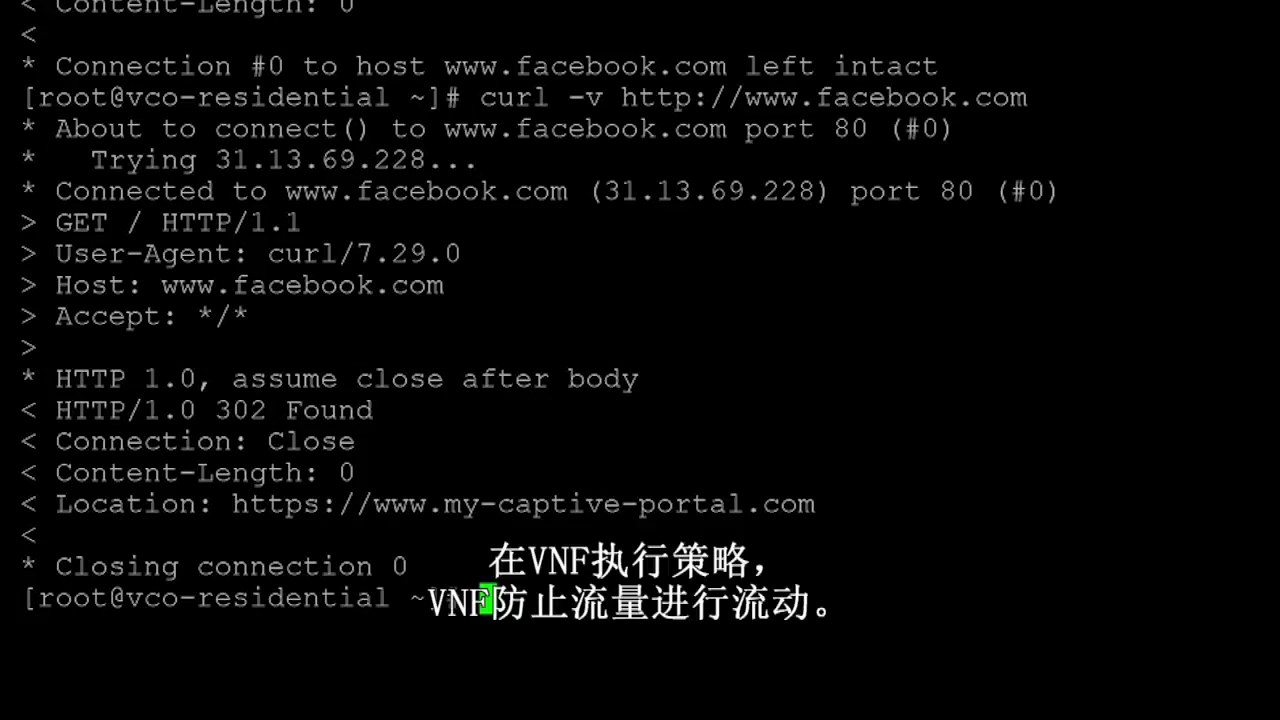 < Content-Length: 0
<
* Connection #0 to host www.facebook.com left intact
[root@vco-residential ~]# curl -v http://www.facebook.com
* About to connect() to www.facebook.com port 80 (#0)
*   Trying 31.13.69.228...
* Connected to www.facebook.com (31.13.69.228) port 80 (#0)
> GET / HTTP/1.1
> User-Agent: curl/7.29.0
> Host: www.facebook.com
> Accept: */*
>
* HTTP 1.0, assume close after body
< HTTP/1.0 302 Found
< Connection: Close
< Content-Length: 0
< Location: https://www.my-captive-portal.com
<
* Closing connection 0
在VNF执行策略，
[root@vco-residential ~
VNF防止流量进行流动。